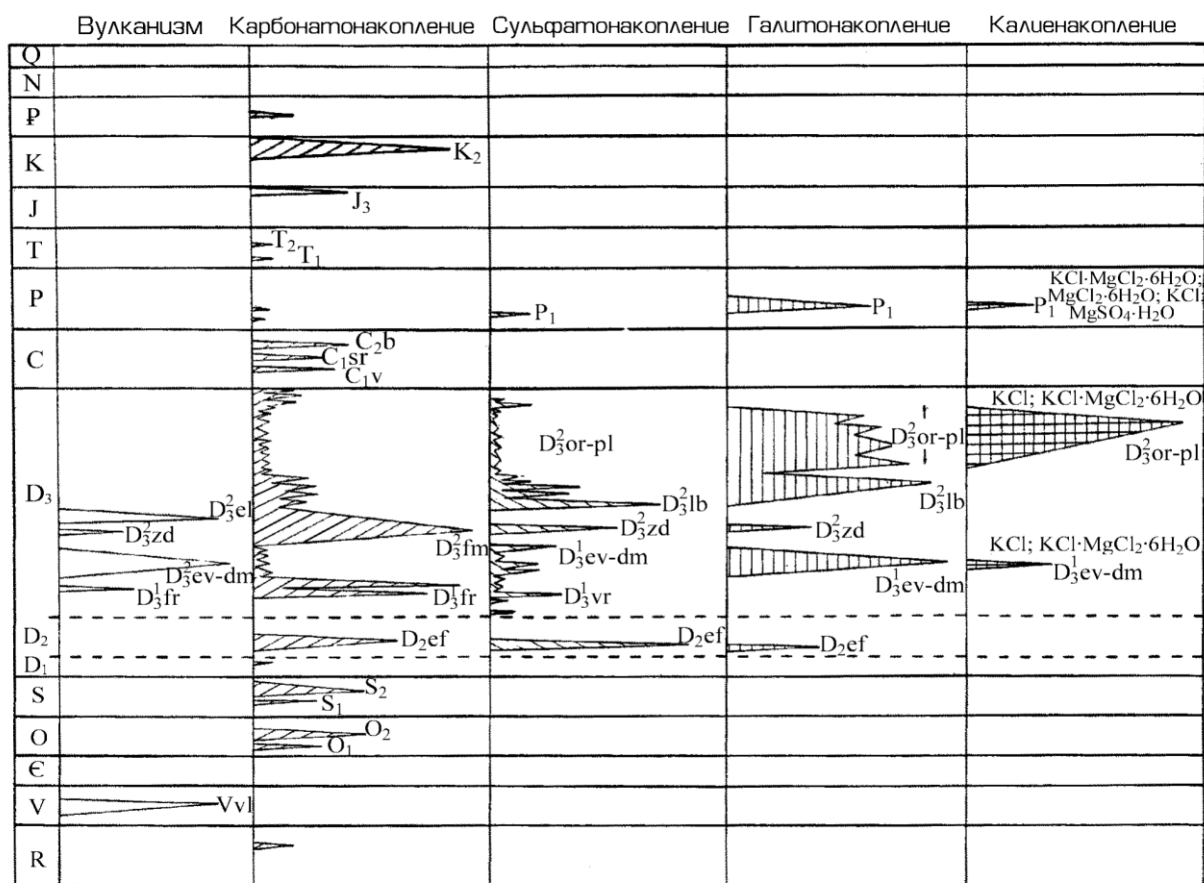 Вулканизм Карбонатонакопление Сульфатонакопление Галитонакопление Калиенакопление
Q
N
₽
K K₂
J J₃
T T₂
T₁
P P₁ P₁ P₁ KCl·MgCl₂·6H₂O;
MgCl₂·6H₂O; KCl;
MgSO₄·H₂O
C C₂b
C₁sr
C₁v
KCl; KCl·MgCl₂·6H₂O
D₃²or-pl D₃²or-pl D₃²or-pl
D₃ D₃²el D₃²lb D₃²lb
D₃²zd D₃²zd D₃²zd
D₃²fm
D₃²ev-dm D₃¹ev-dm D₃¹ev-dm KCl; KCl·MgCl₂·6H₂O
D₃¹ev-dm
D₃¹fr D₃¹fr D₃¹vr
D₂ D₂ef D₂ef D₂ef
D₁
S S₂
S₁
O O₂
O₁
Є
V Vvl
R